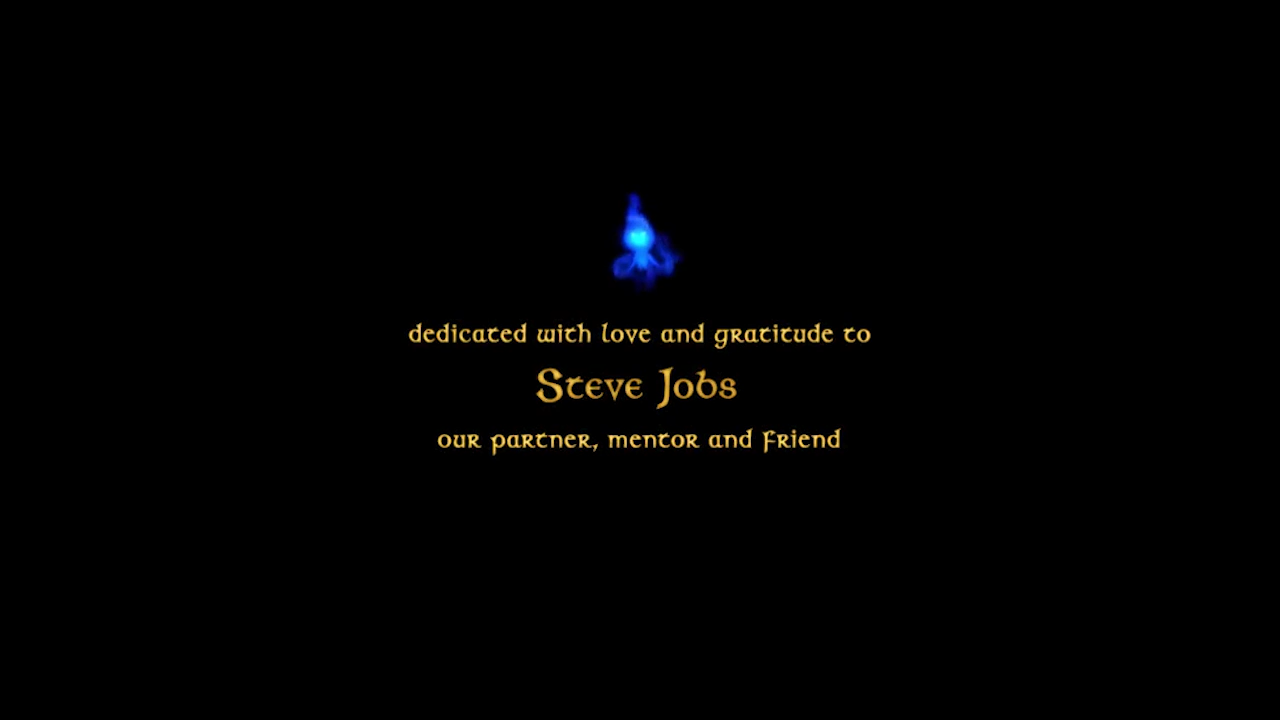 dedicated with love and gratitude to
Steve Jobs
our partner, mentor and friend